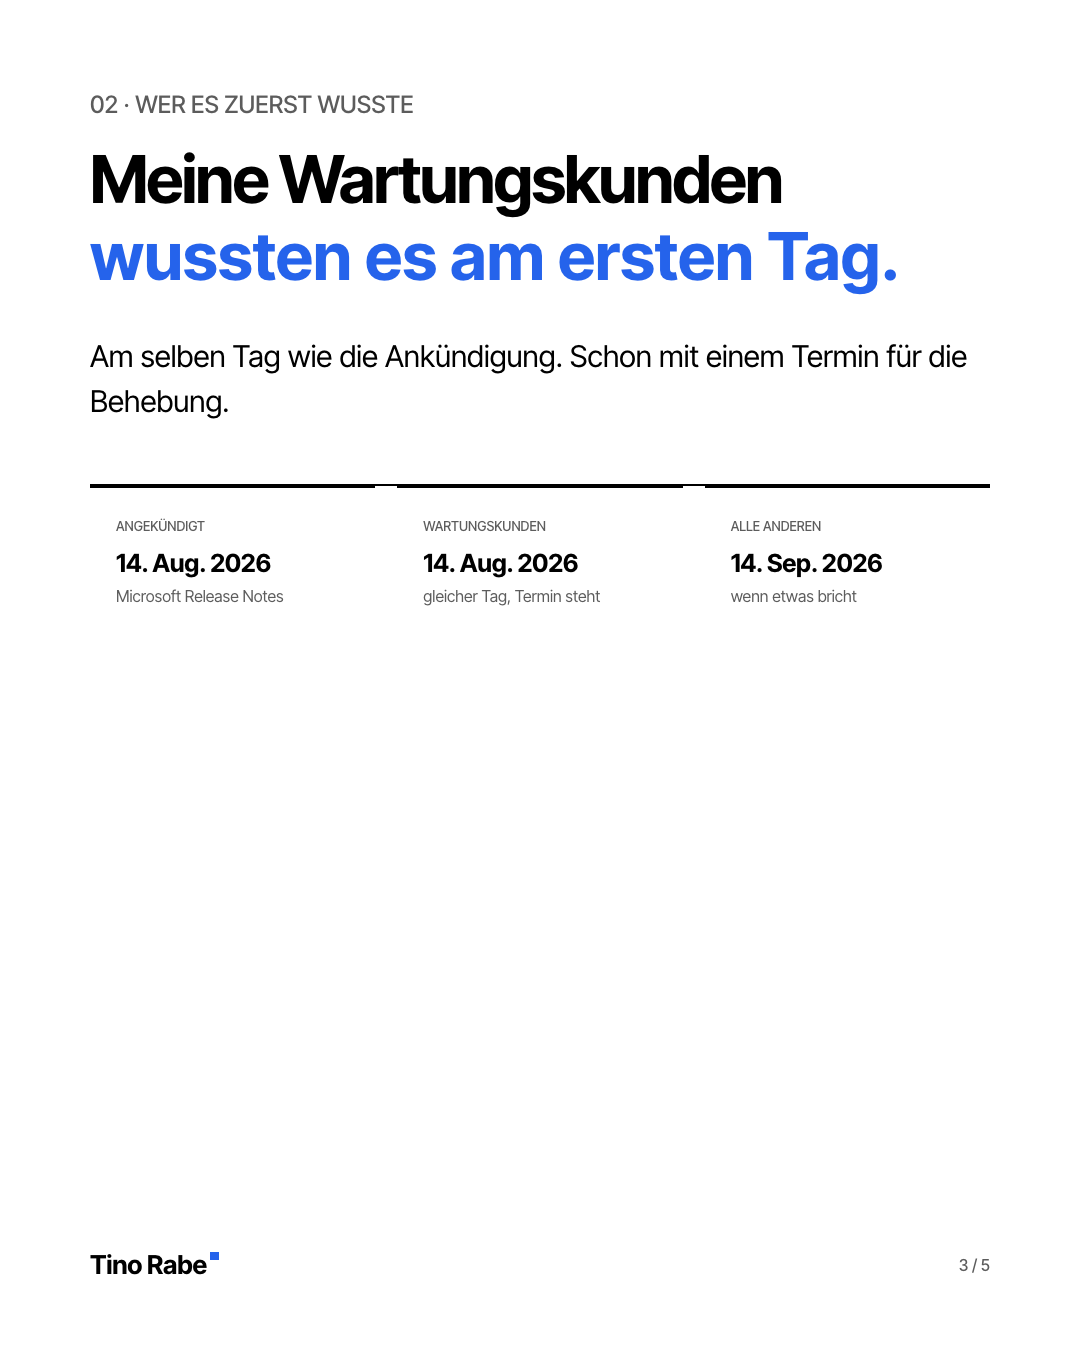 02 · WER ES ZUERST WUSSTE
Meine Wartungskunden
wussten es am ersten Tag.
Am selben Tag wie die Ankündigung. Schon mit einem Termin für die
Behebung.
ANGEKÜNDIGT
14. Aug. 2026
Microsoft Release Notes
WARTUNGSKUNDEN
14. Aug. 2026
gleicher Tag, Termin steht
ALLE ANDEREN
14. Sep. 2026
wenn etwas bricht
Tino Rabe
3 / 5